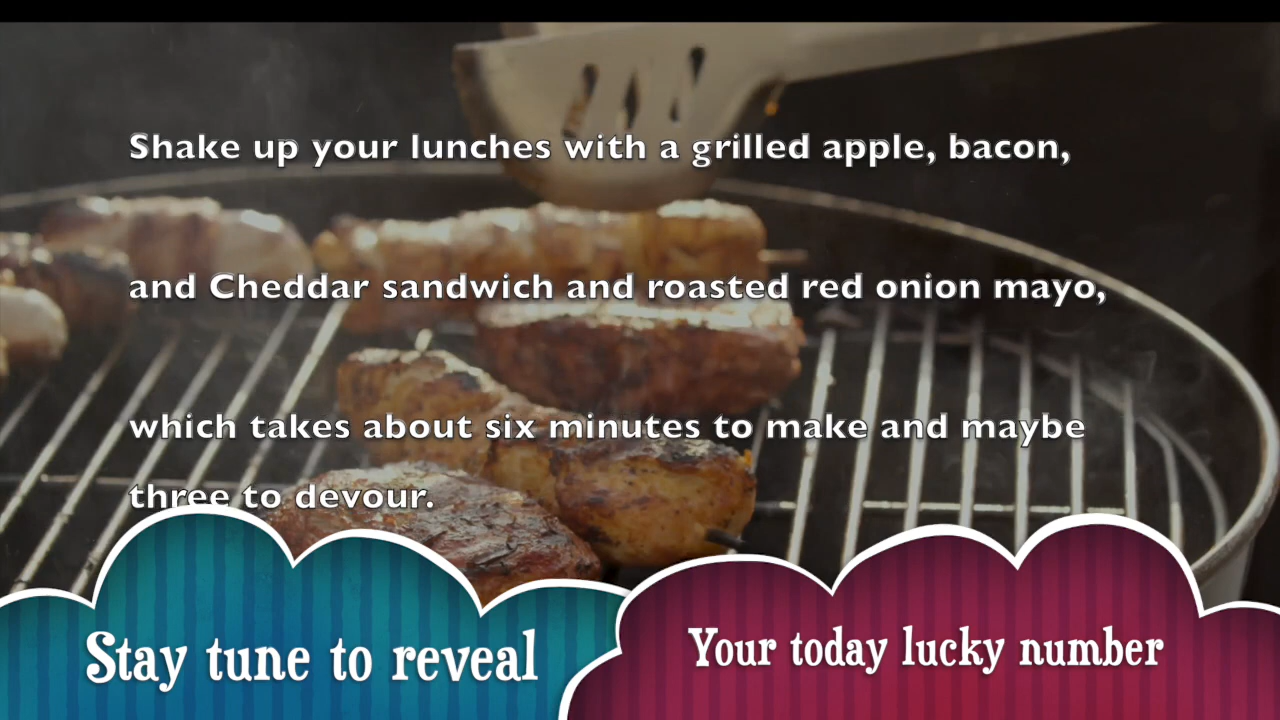 Shake up your lunches with a grilled apple, bacon,
and Cheddar sandwich and roasted red onion mayo,
which takes about six minutes to make and maybe
three to devour.
Stay tune to reveal
Your today lucky number